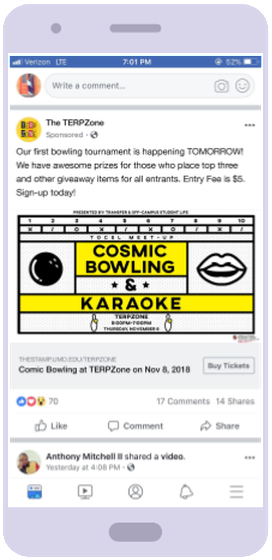 Verizon LTE 7:01 PM 52%
Write a comment...
The TERPZone
Sponsored ·
Our first bowling tournament is happening TOMORROW!
We have awesome prizes for those who place top three
and other giveaway items for all entrants. Entry Fee is $5.
Sign-up today!
PRESENTED BY TRANSFER & OFF-CAMPUS STUDENT LIFE
1 2 3 4 5 6 7 8 9 10
TOCSL MEET-UP
COSMIC
BOWLING
&
KARAOKE
TERPZONE
5:00PM-7:00PM
THURSDAY, NOVEMBER 8
THESTAMP.UMD.EDU/TERPZONE
Comic Bowling at TERPZone on Nov 8, 2018
Buy Tickets
70 17 Comments 14 Shares
Like Comment Share
Anthony Mitchell II shared a video.
Yesterday at 4:08 PM ·